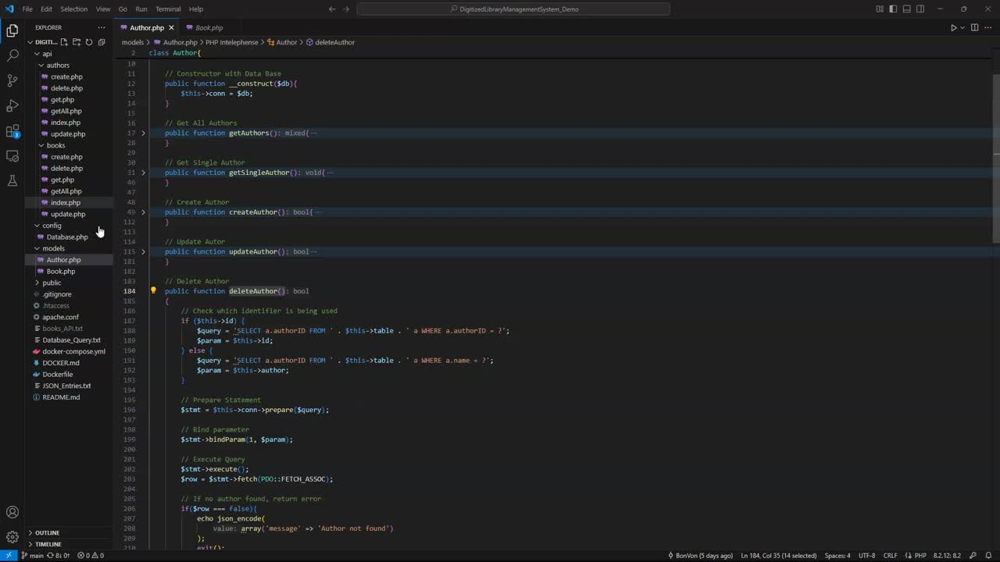 File Edit Selection View Go Run Terminal Help
DigitizedLibraryManagementSystem_Demo
EXPLORER
DIGITI...
api
authors
create.php
delete.php
get.php
getAll.php
index.php
update.php
books
create.php
delete.php
get.php
getAll.php
index.php
update.php
config
Database.php
models
Author.php
Book.php
public
.gitignore
.htaccess
apache.conf
books_API.txt
Database_Query.txt
docker-compose.yml
DOCKER.md
Dockerfile
JSON_Entries.txt
README.md
OUTLINE
TIMELINE
3
Author.php Book.php
models > Author.php > PHP Intelephense > Author > deleteAuthor
2 class Author{
10
11 // Constructor with Data Base
12 public function __construct($db){
13 $this->conn = $db;
14 }
15
16 // Get All Authors
17 public function getAuthors(): mixed{ ...
28 }
29
30 // Get Single Author
31 public function getSingleAuthor(): void{ ...
46 }
47
48 // Create Author
49 public function createAuthor(): bool{ ...
112 }
113
114 // Update Autor
115 public function updateAuthor(): bool ...
181 }
182
183 // Delete Author
184 public function deleteAuthor(): bool
185 {
186 // Check which identifier is being used
187 if ($this->id) {
188 $query = 'SELECT a.authorID FROM ' . $this->table . ' a WHERE a.authorID = ?';
189 $param = $this->id;
190 } else {
191 $query = 'SELECT a.authorID FROM ' . $this->table . ' a WHERE a.name = ?';
192 $param = $this->author;
193 }
194
195 // Prepare Statement
196 $stmt = $this->conn->prepare($query);
197
198 // Bind parameter
199 $stmt->bindParam(1, $param);
200
201 // Execute Query
202 $stmt->execute();
203 $row = $stmt->fetch(PDO::FETCH_ASSOC);
204
205 // If no author found, return error
206 if($row === false){
207 echo json_encode(
208 value: array('message' => 'Author not found')
209 );
210 exit();
main 8↓ 0↑ 0 0 BonVon (5 days ago) Ln 184, Col 35 (14 selected) Spaces: 4 UTF-8 CRLF PHP 8.2.12: 8.2